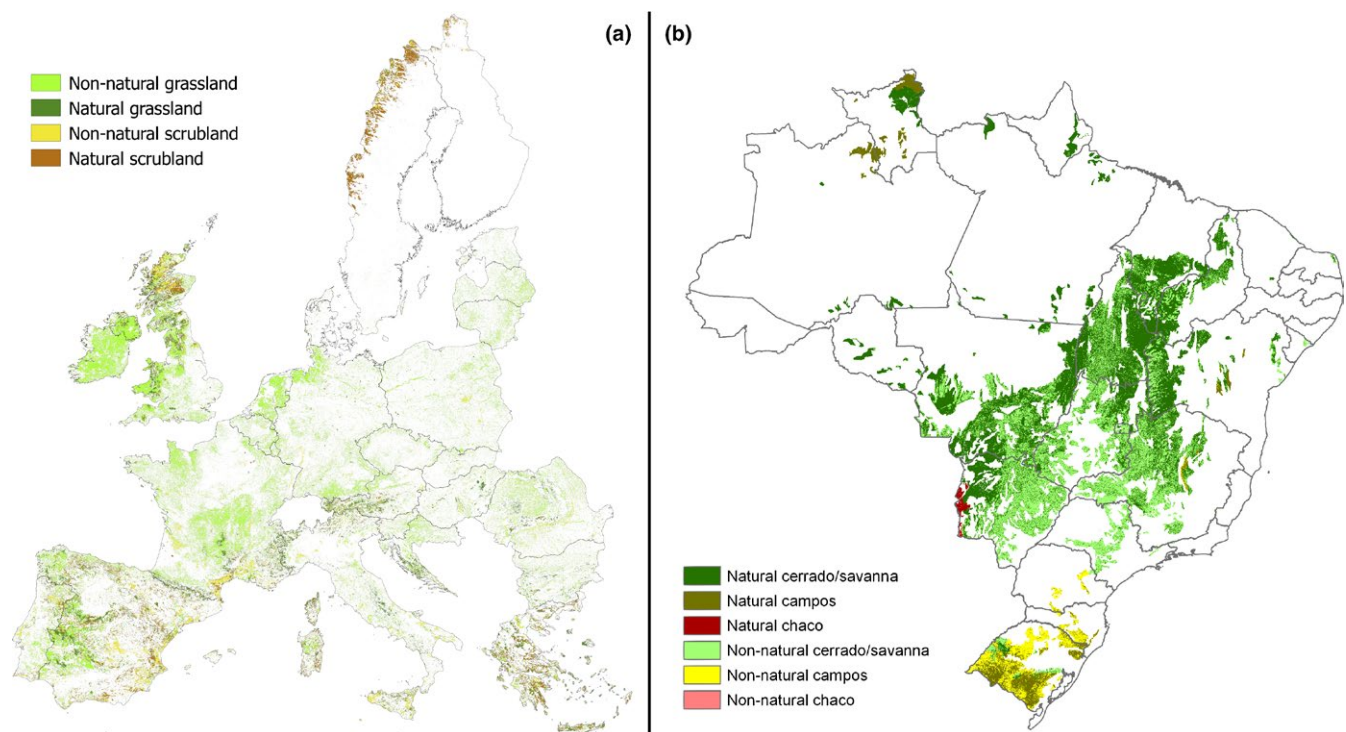 (a)
Non-natural grassland
Natural grassland
Non-natural scrubland
Natural scrubland
(b)
Natural cerrado/savanna
Natural campos
Natural chaco
Non-natural cerrado/savanna
Non-natural campos
Non-natural chaco